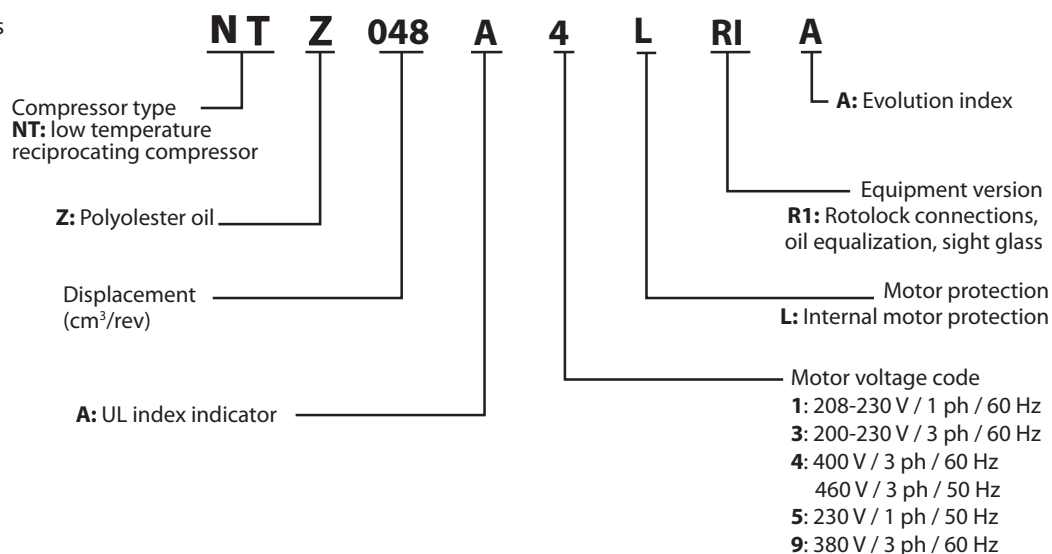 s
NT Z 048 A 4 L RI A
Compressor type
NT: low temperature
reciprocating compressor
A: Evolution index
Equipment version
R1: Rotolock connections,
oil equalization, sight glass
Z: Polyolester oil
Displacement
(cm³/rev)
Motor protection
L: Internal motor protection
A: UL index indicator
Motor voltage code
1: 208-230 V / 1 ph / 60 Hz
3: 200-230 V / 3 ph / 60 Hz
4: 400 V / 3 ph / 60 Hz
460 V / 3 ph / 50 Hz
5: 230 V / 1 ph / 50 Hz
9: 380 V / 3 ph / 60 Hz